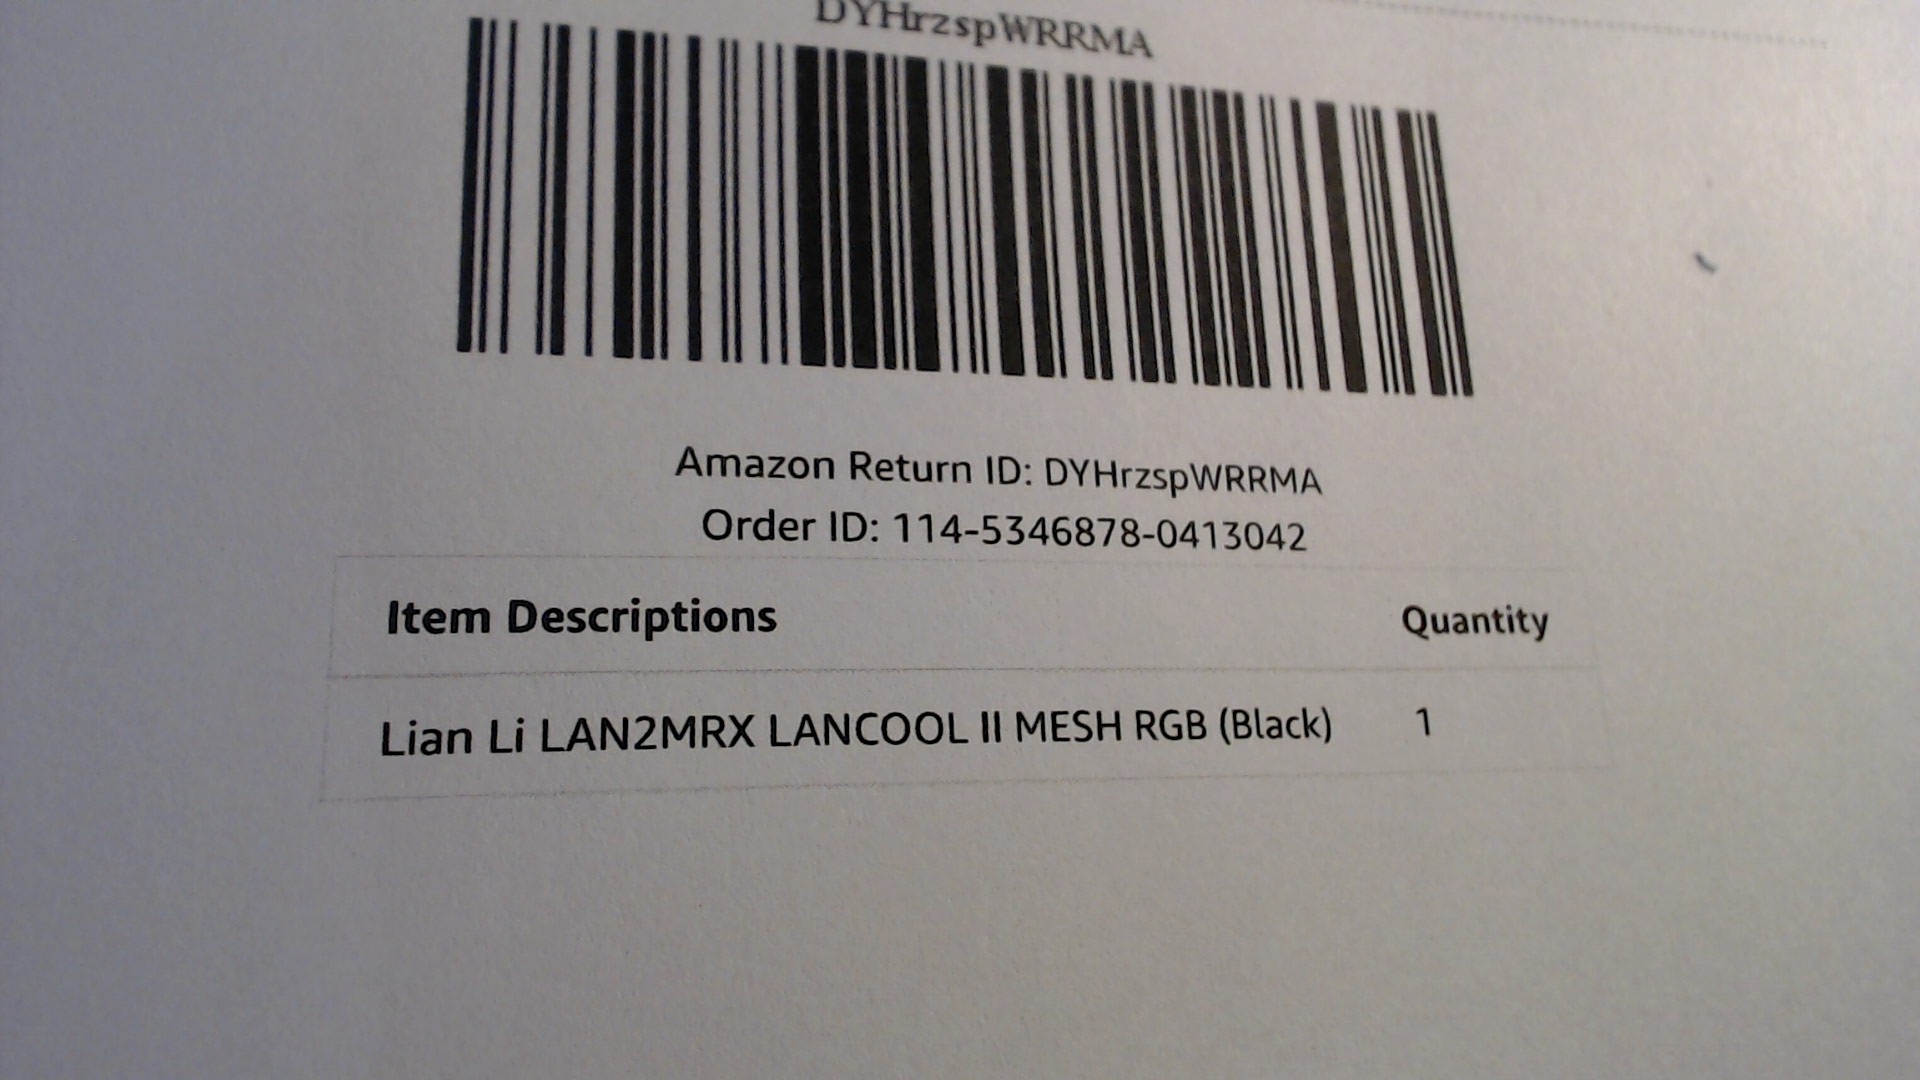 DYHrzspWRRMA
Amazon Return ID: DYHrzspWRRMA
Order ID: 114-5346878-0413042
Item Descriptions Quantity
Lian Li LAN2MRX LANCOOL II MESH RGB (Black) 1